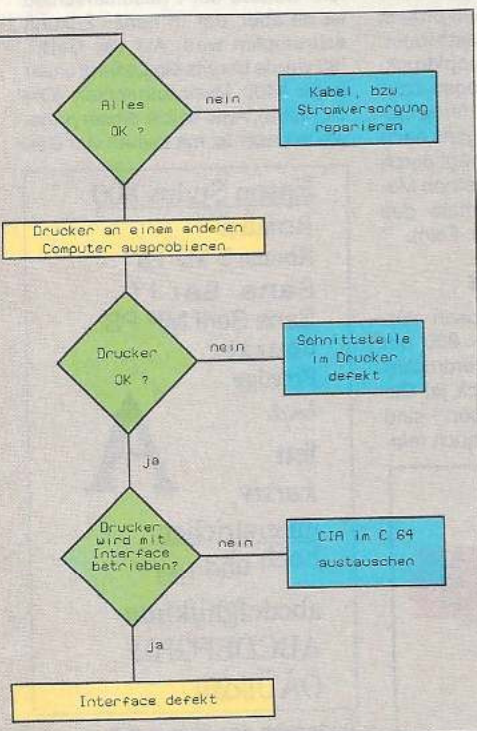 Alles
OK ?
nein
Kabel, bzw.
Stromversorgung
reparieren
Drucker an einem anderen
Computer ausprobieren
Drucker
OK ?
nein
Schnittstelle
im Drucker
defekt
ja
Drucker
wird mit
Interface
betrieben?
nein
CIA im C 64
austauschen
ja
Interface defekt